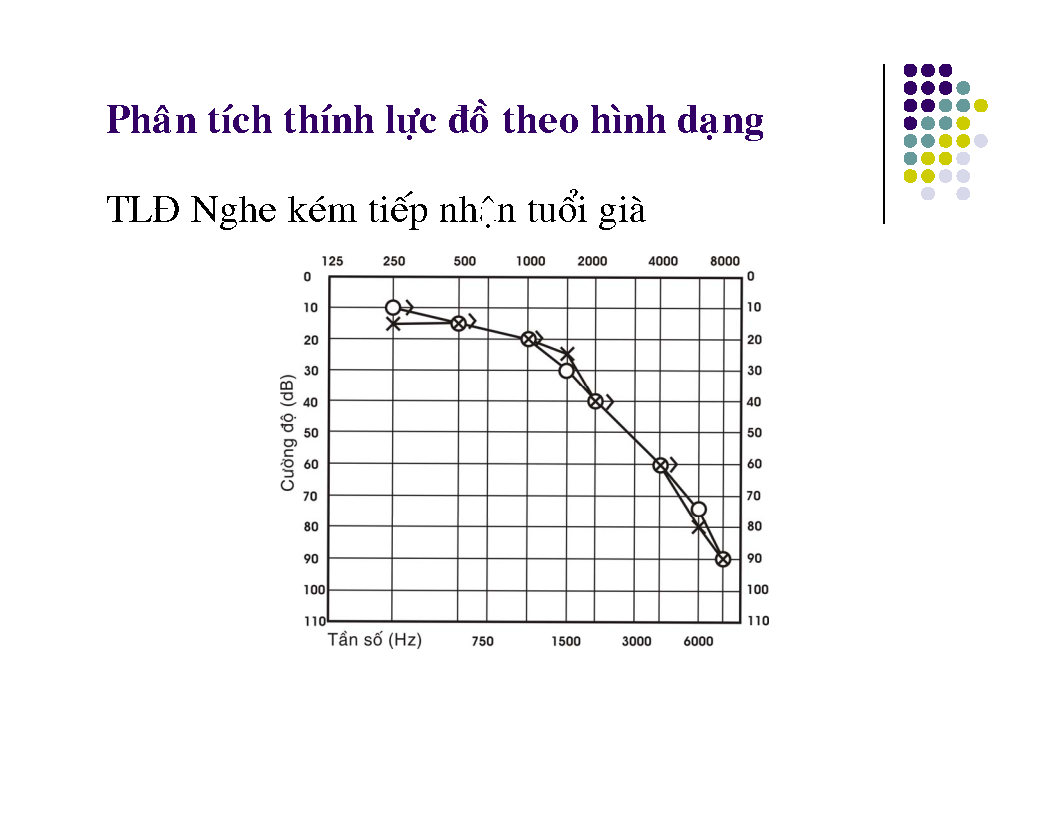 Phân tích thính lực đồ theo hình dạng
TLĐ Nghe kém tiếp nhận tuổi già
125 250 500 1000 2000 4000 8000
0 0
10 10
20 20
30 30
40 40
50 50
60 60
70 70
80 80
90 90
100 100
110 110
Cường độ (dB)
Tần số (Hz) 750 1500 3000 6000